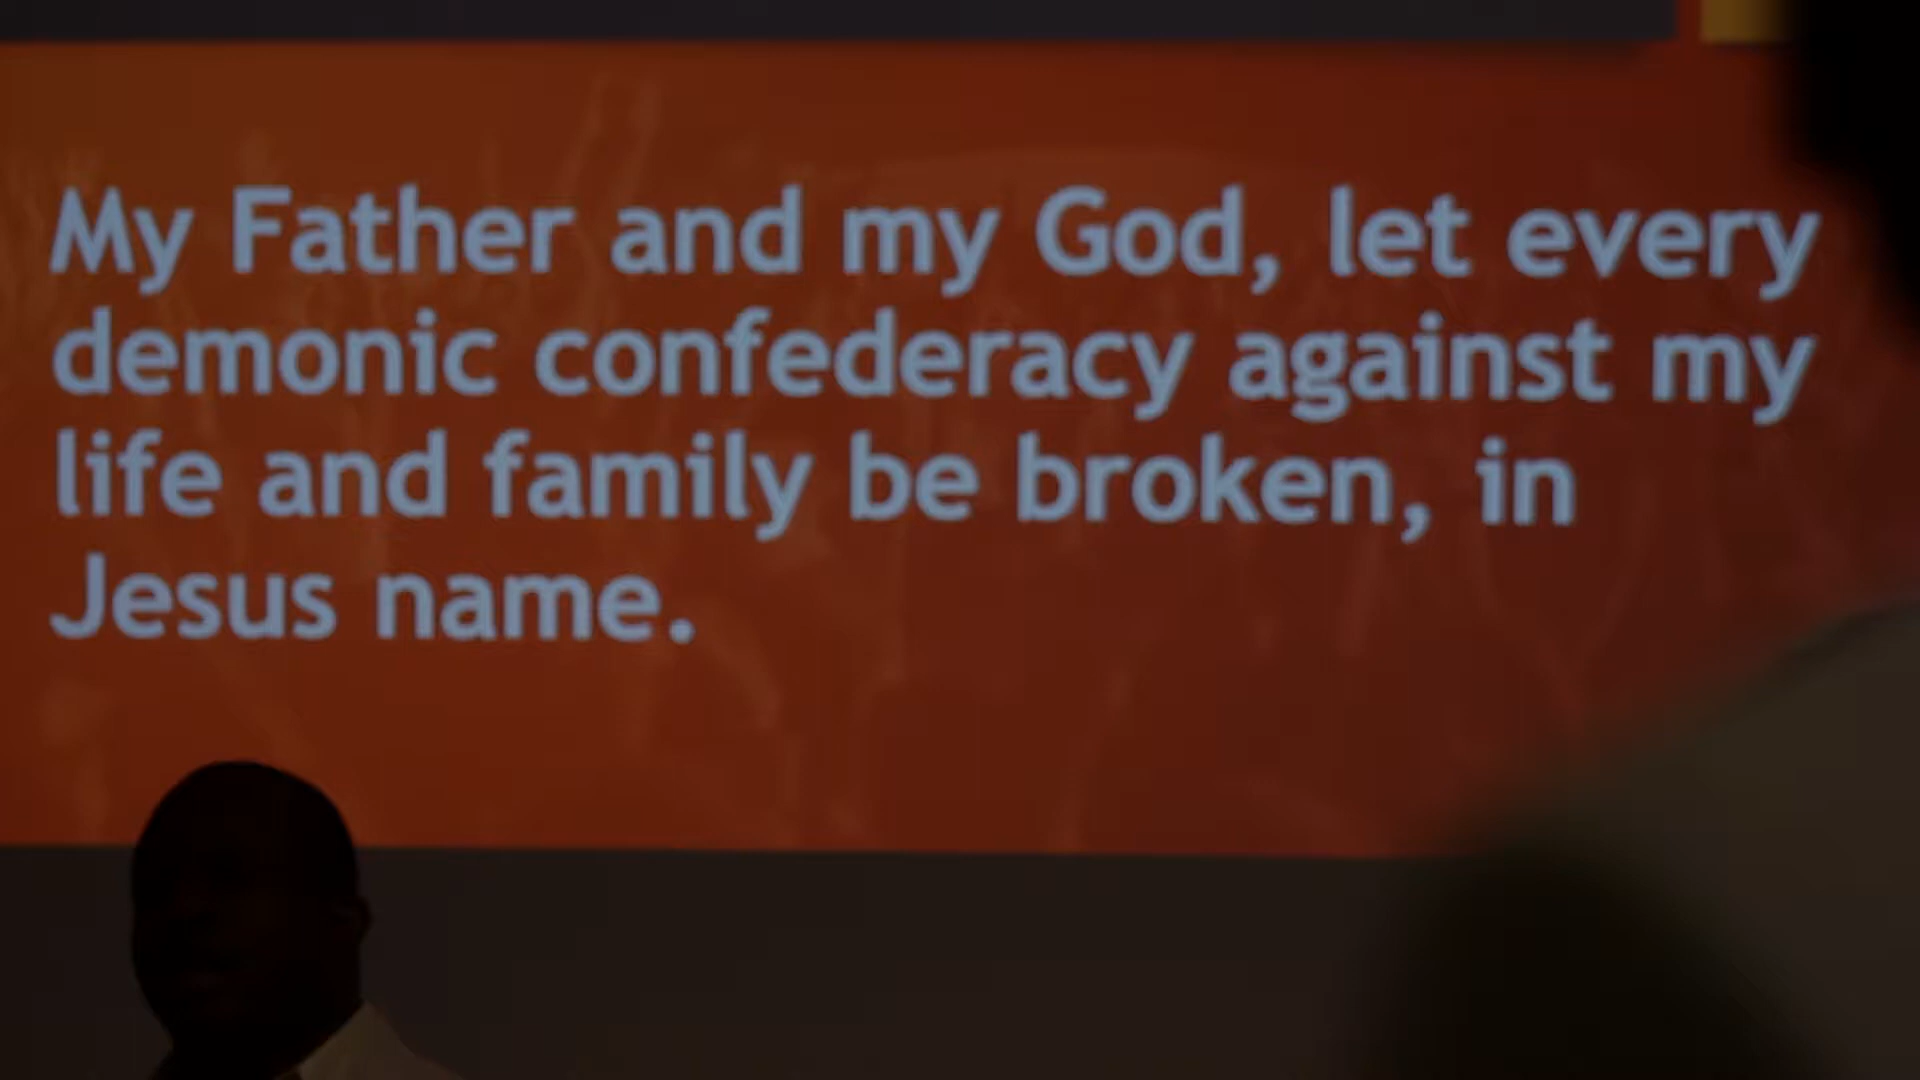 My Father and my God, let every
demonic confederacy against my
life and family be broken, in
Jesus name.